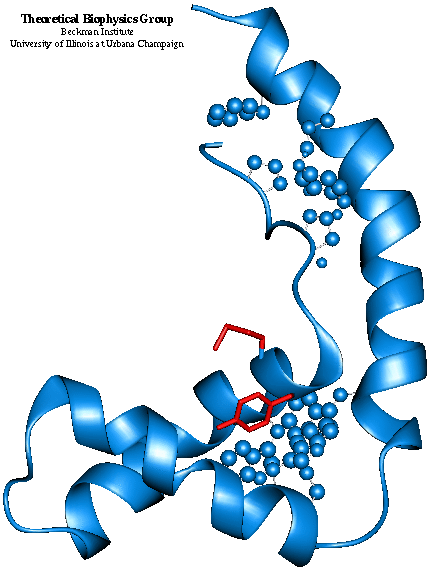 Theoretical Biophysics Group
Beckman Institute
University of Illinois at Urbana Champaign